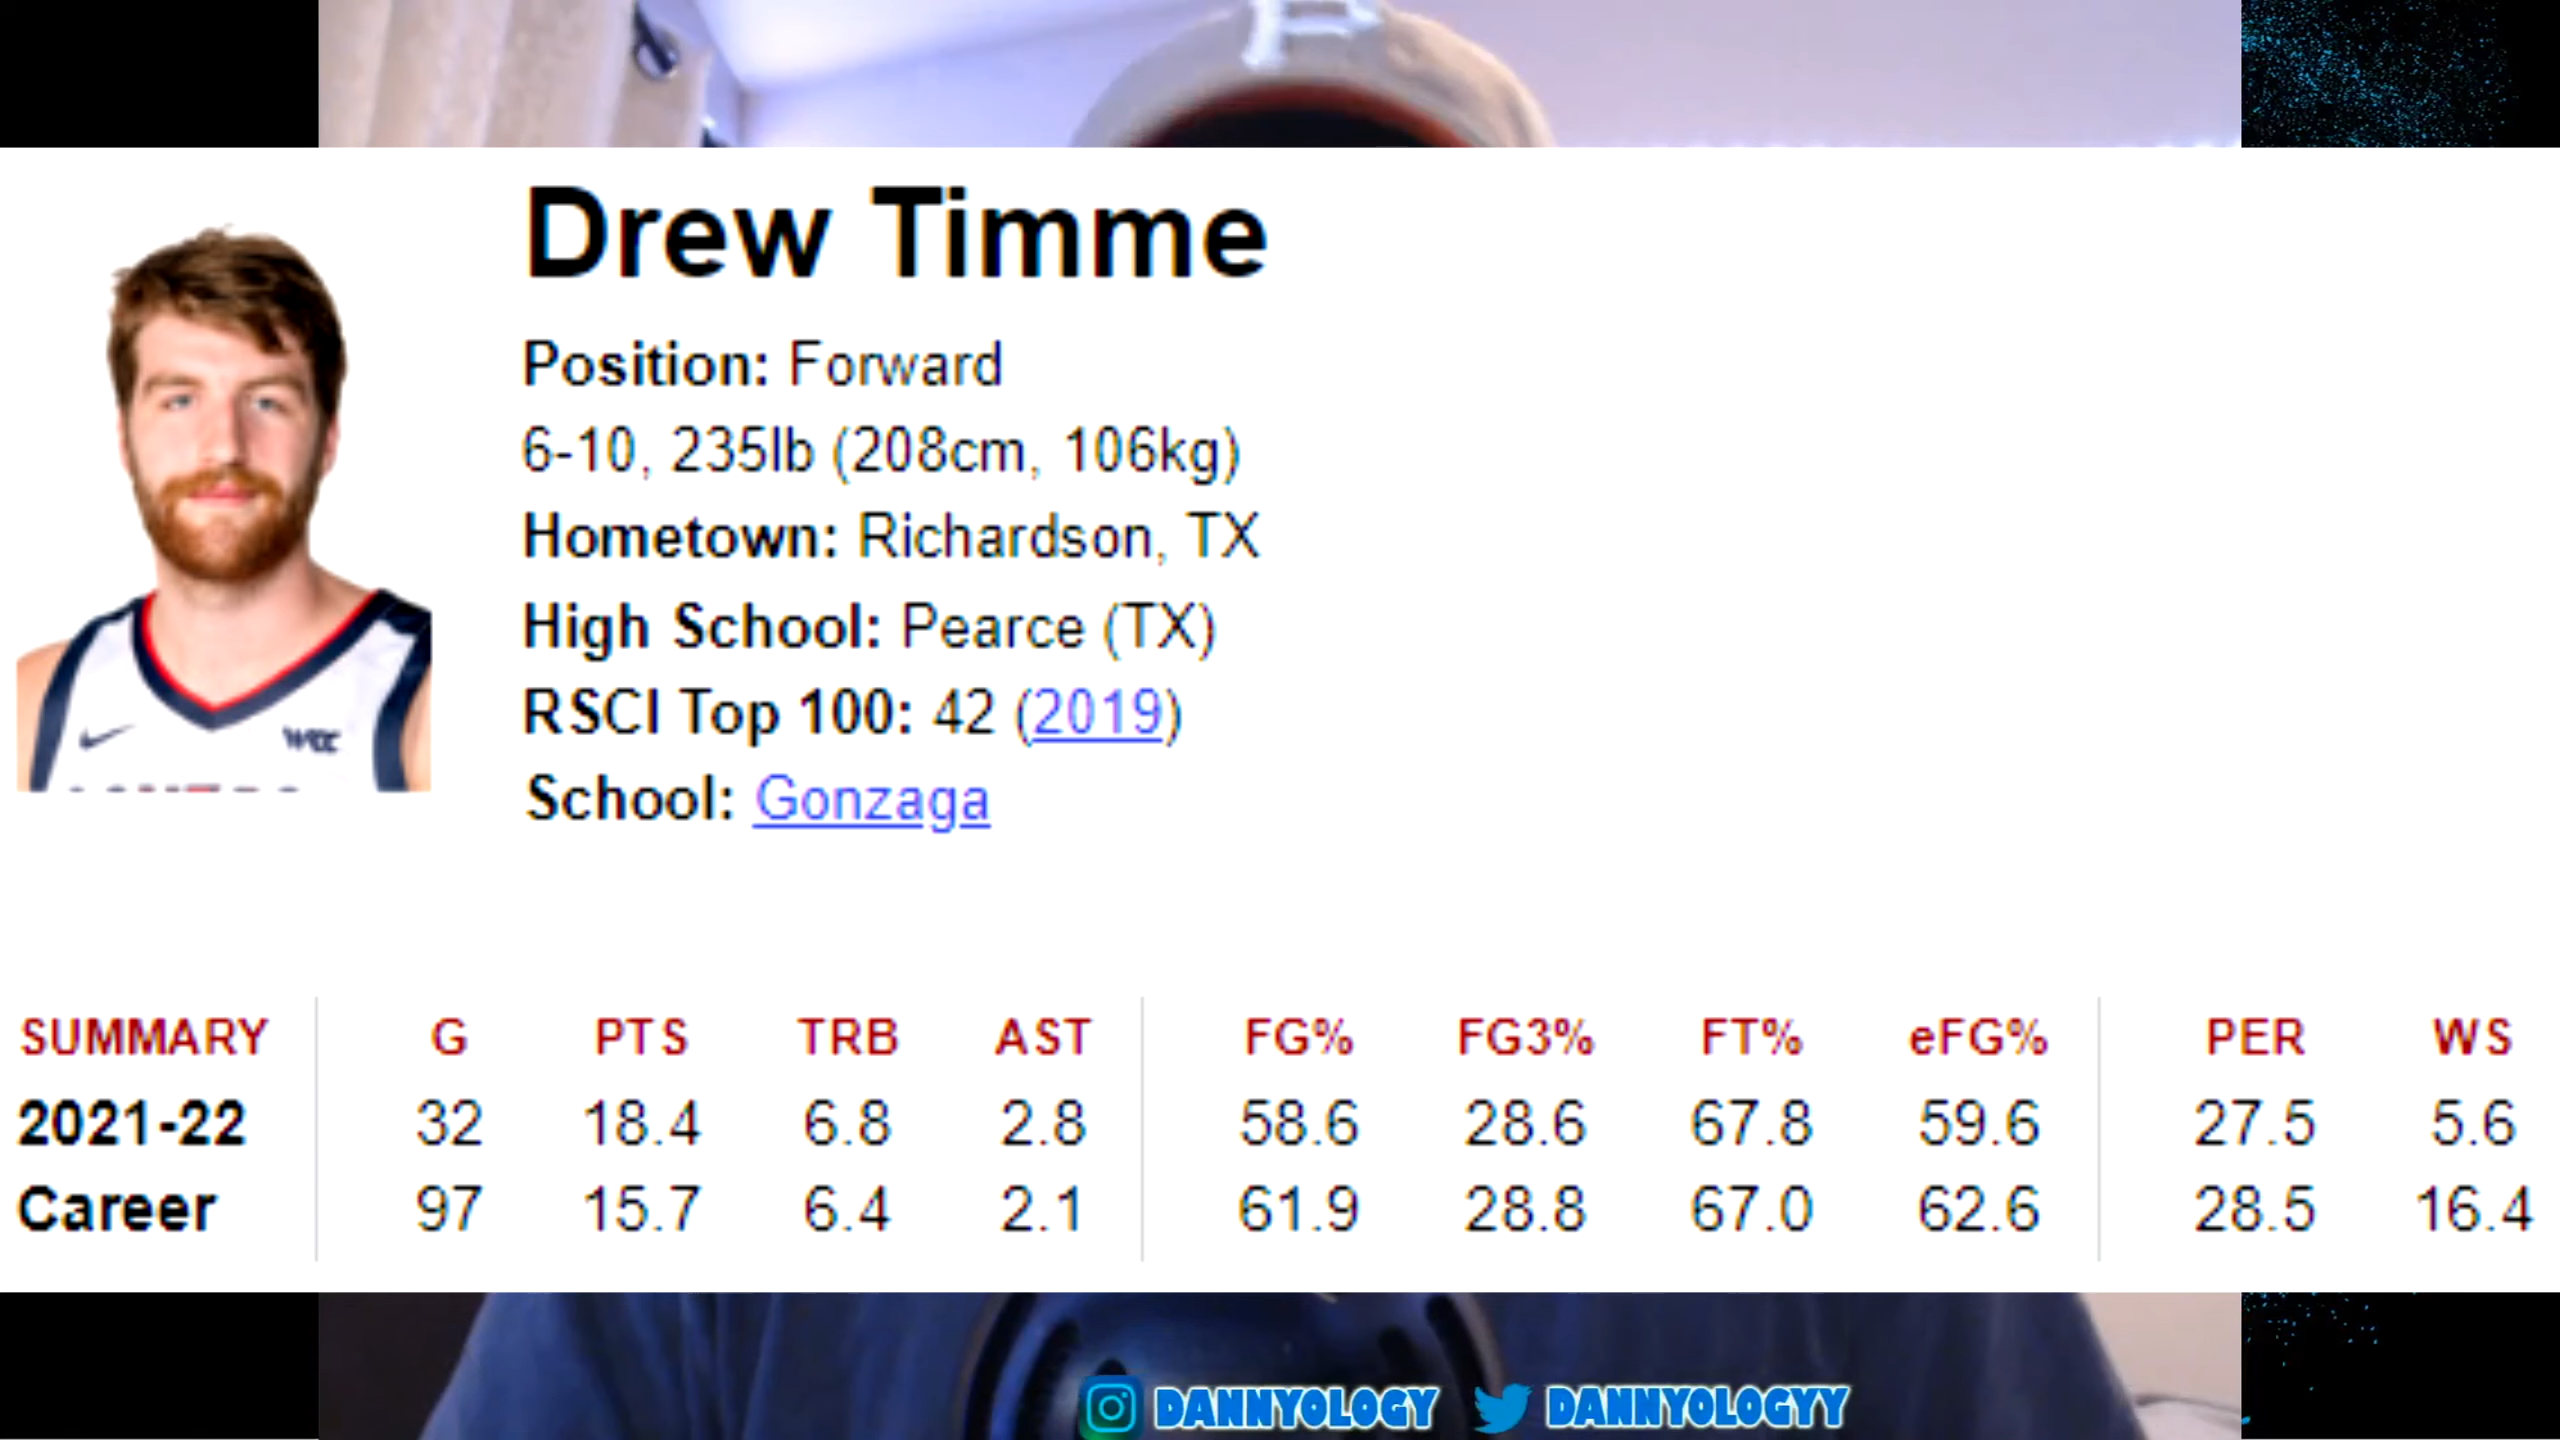 Drew Timme
Position: Forward
6-10, 235lb (208cm, 106kg)
Hometown: Richardson, TX
High School: Pearce (TX)
RSCI Top 100: 42 (2019)
School: Gonzaga
WCC
SUMMARY G PTS TRB AST FG% FG3% FT% eFG% PER WS
2021-22 32 18.4 6.8 2.8 58.6 28.6 67.8 59.6 27.5 5.6
Career 97 15.7 6.4 2.1 61.9 28.8 67.0 62.6 28.5 16.4
DANNYOLOGY DANNYOLOGYY